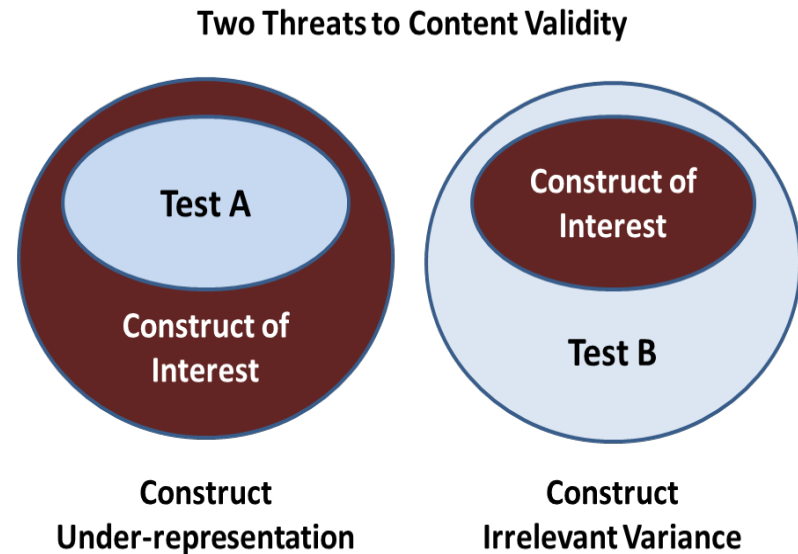 Two Threats to Content Validity
Test A
Construct of
Interest
Construct
Under-representation
Construct of
Interest
Test B
Construct
Irrelevant Variance